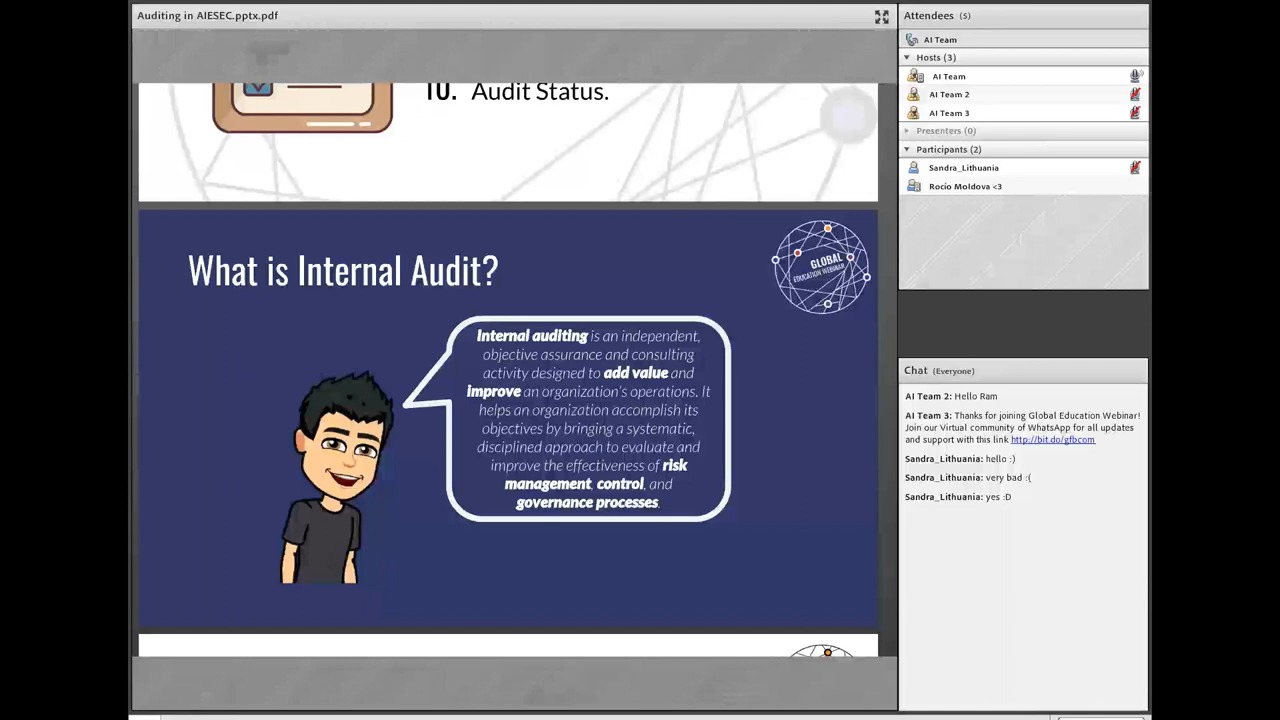 Auditing in AIESEC.pptx.pdf
10. Audit Status.
What is Internal Audit?
GLOBAL
EDUCATION WEBINAR
Internal auditing is an independent,
objective assurance and consulting
activity designed to add value and
improve an organization's operations. It
helps an organization accomplish its
objectives by bringing a systematic,
disciplined approach to evaluate and
improve the effectiveness of risk
management, control, and
governance processes.
Attendees (5)
AI Team
Hosts (3)
AI Team
AI Team 2
AI Team 3
Presenters (0)
Participants (2)
Sandra_Lithuania
Rocío Moldova <3
Chat (Everyone)
AI Team 2: Hello Ram
AI Team 3: Thanks for joining Global Education Webinar!
Join our Virtual community of WhatsApp for all updates
and support with this link http://bit.do/gfbcom
Sandra_Lithuania: hello :)
Sandra_Lithuania: very bad :(
Sandra_Lithuania: yes :D